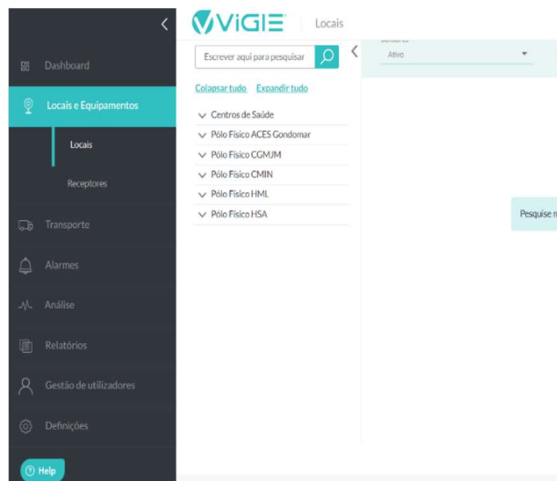 ViGIE
Locais
Dashboard
Locais e Equipamentos
Locais
Receptores
Transporte
Alarmes
Análise
Relatórios
Gestão de utilizadores
Definições
Help
Escrever aqui para pesquisar
Colapsar tudo Expandir tudo
Centros de Saúde
Pólo Físico ACES Gondomar
Pólo Físico CGMJM
Pólo Físico CMIN
Pólo Físico HML
Pólo Físico HSA
Ativo
Pesquise